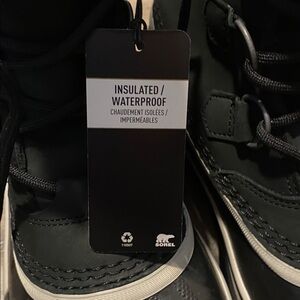 INSULATED /
WATERPROOF
CHAUDEMENT ISOLÉES /
IMPERMÉABLES
SOREL